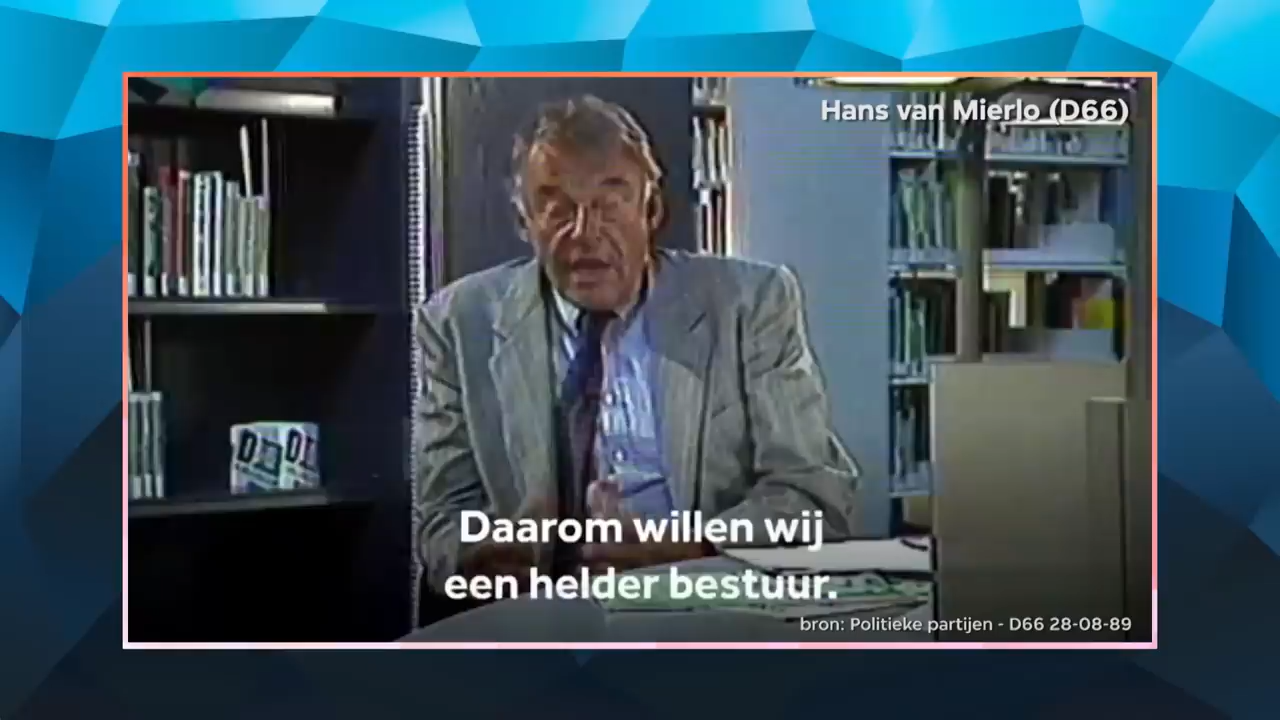 Hans van Mierlo (D66)
Daarom willen wij
een helder bestuur.
bron: Politieke partijen - D66 28-08-89